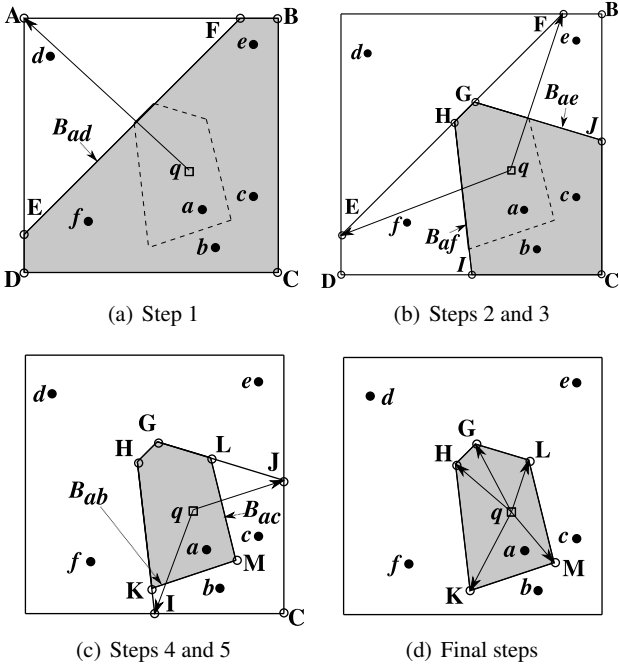 A
F
B
d
e
B_ad
q
E
f
a
c
b
D
C
(a) Step 1
F
B
d
e
G
B_ae
H
J
q
E
f
a
c
B_af
b
D
I
C
(b) Steps 2 and 3
d
e
G
H
L
J
B_ab
q
B_ac
a
c
f
M
K
I
b
C
(c) Steps 4 and 5
d
e
G
H
L
q
c
a
f
M
K
b
(d) Final steps